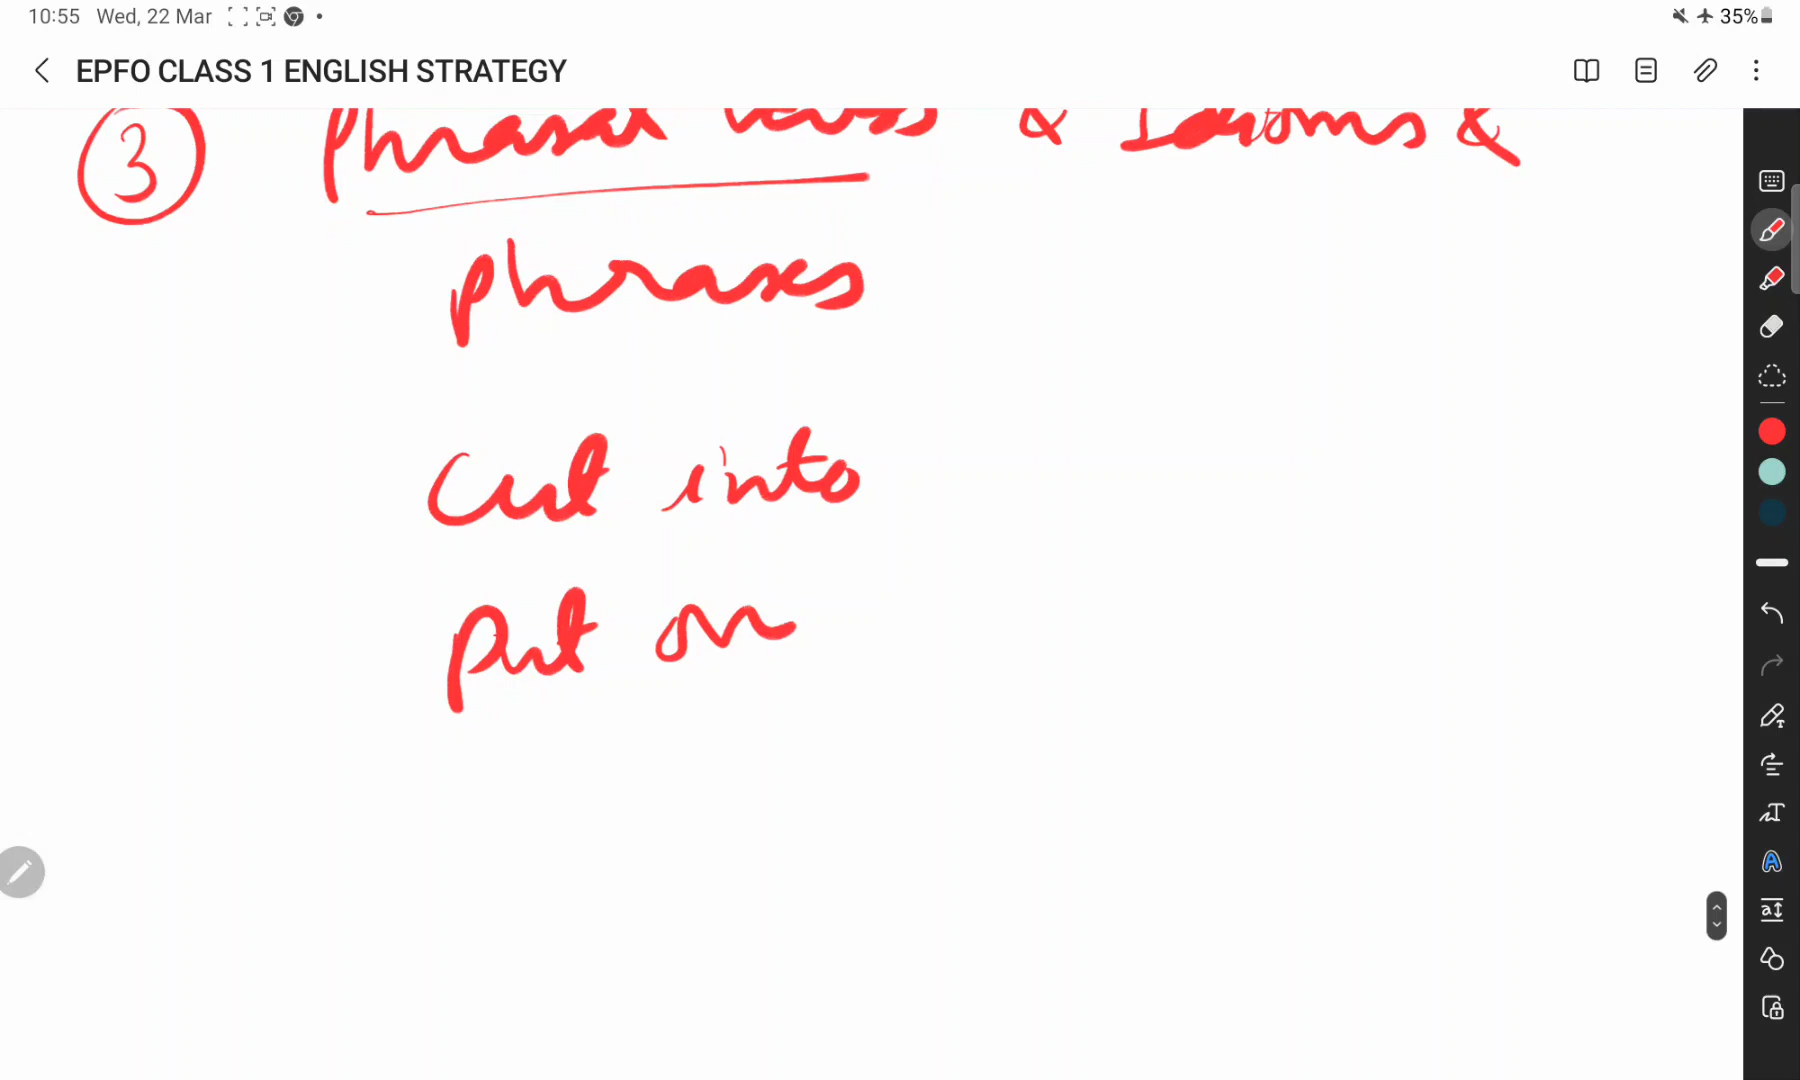 10:55 Wed, 22 Mar 35%
EPFO CLASS 1 ENGLISH STRATEGY
3 Phrasal verbs & Idioms &
phrases
cut into
put on